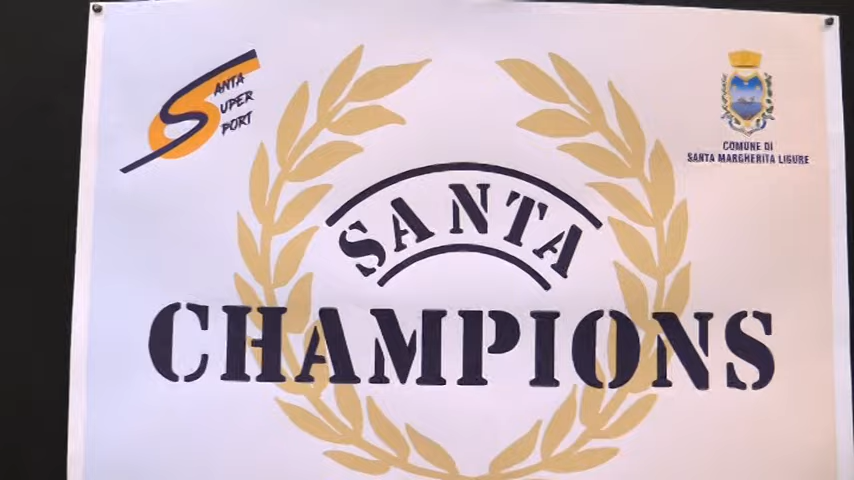 SANTA
SUPER
SPORT
COMUNE DI
SANTA MARGHERITA LIGURE
SANTA
CHAMPIONS